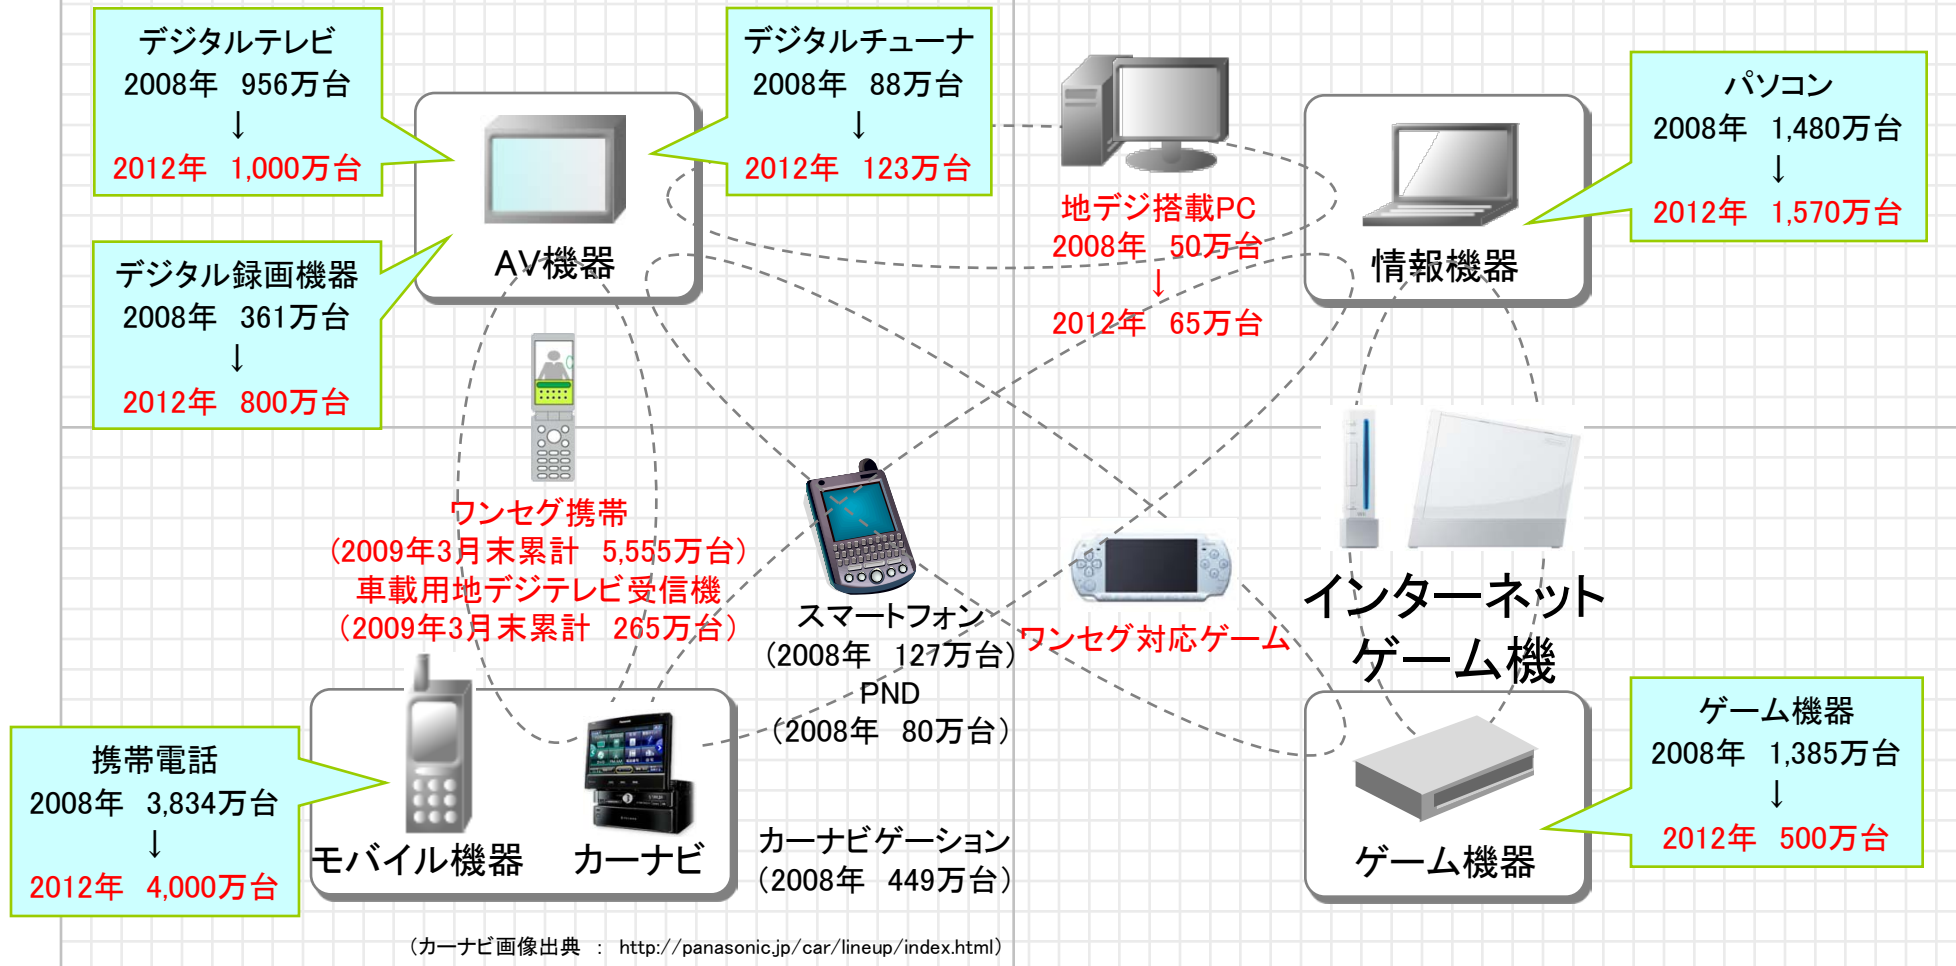 デジタルテレビ
2008年 956万台
↓
2012年 1,000万台
デジタルチューナ
2008年 88万台
↓
2012年 123万台
パソコン
2008年 1,480万台
↓
2012年 1,570万台
地デジ搭載PC
2008年 50万台
↓
2012年 65万台
AV機器
情報機器
デジタル録画機器
2008年 361万台
↓
2012年 800万台
ワンセグ携帯
(2009年3月末累計 5,555万台)
車載用地デジテレビ受信機
(2009年3月末累計 265万台)
スマートフォン
(2008年 127万台)
PND
(2008年 80万台)
ワンセグ対応ゲーム
インターネット
ゲーム機
携帯電話
2008年 3,834万台
↓
2012年 4,000万台
モバイル機器
カーナビ
カーナビゲーション
(2008年 449万台)
ゲーム機器
2008年 1,385万台
↓
2012年 500万台
ゲーム機器
(カーナビ画像出典 : http://panasonic.jp/car/lineup/index.html)